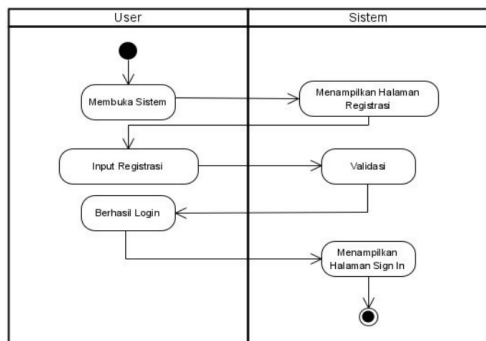 User
Sistem
Membuka Sistem
Menampilkan Halaman
Registrasi
Input Registrasi
Validasi
Berhasil Login
Menampilkan
Halaman Sign In